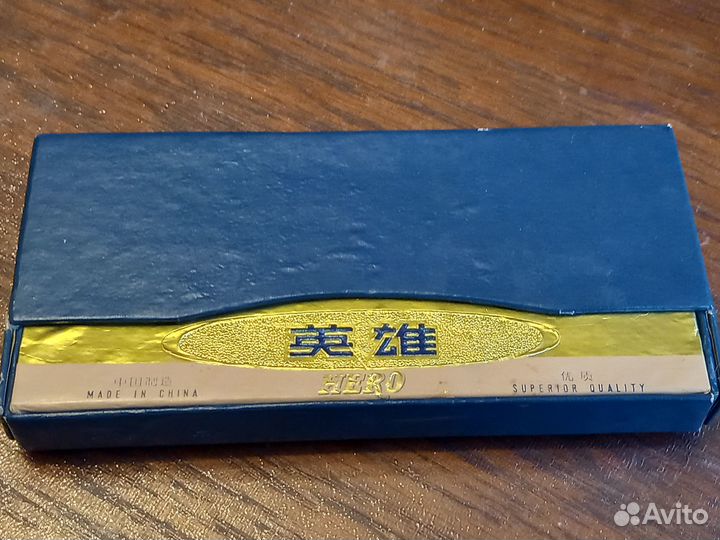 英雄
HERO
中国制造
MADE IN CHINA
优质
SUPERIOR QUALITY
Avito